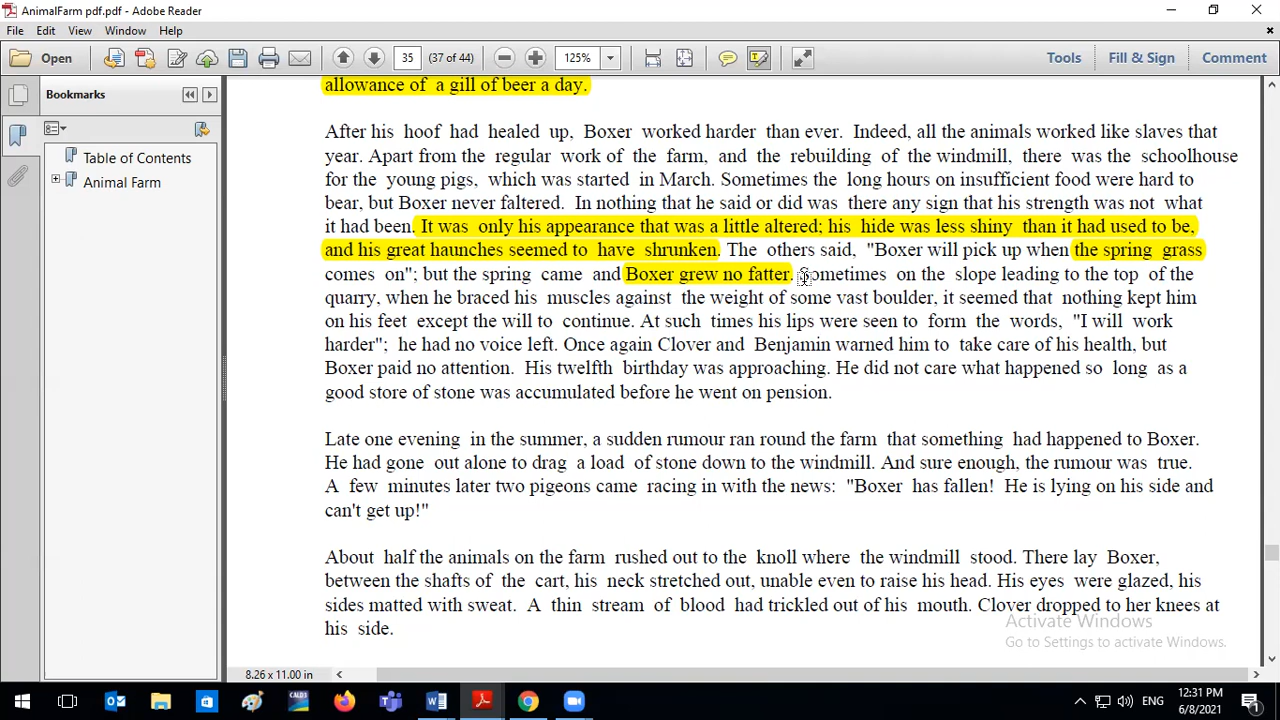 AnimalFarm pdf.pdf - Adobe Reader
File Edit View Window Help
Open 35 (37 of 44) 125% Tools Fill & Sign Comment
Bookmarks
Table of Contents
Animal Farm
allowance of a gill of beer a day.
After his hoof had healed up, Boxer worked harder than ever. Indeed, all the animals worked like slaves that
year. Apart from the regular work of the farm, and the rebuilding of the windmill, there was the schoolhouse
for the young pigs, which was started in March. Sometimes the long hours on insufficient food were hard to
bear, but Boxer never faltered. In nothing that he said or did was there any sign that his strength was not what
it had been. It was only his appearance that was a little altered; his hide was less shiny than it had used to be,
and his great haunches seemed to have shrunken. The others said, "Boxer will pick up when the spring grass
comes on"; but the spring came and Boxer grew no fatter. Sometimes on the slope leading to the top of the
quarry, when he braced his muscles against the weight of some vast boulder, it seemed that nothing kept him
on his feet except the will to continue. At such times his lips were seen to form the words, "I will work
harder"; he had no voice left. Once again Clover and Benjamin warned him to take care of his health, but
Boxer paid no attention. His twelfth birthday was approaching. He did not care what happened so long as a
good store of stone was accumulated before he went on pension.
Late one evening in the summer, a sudden rumour ran round the farm that something had happened to Boxer.
He had gone out alone to drag a load of stone down to the windmill. And sure enough, the rumour was true.
A few minutes later two pigeons came racing in with the news: "Boxer has fallen! He is lying on his side and
can't get up!"
About half the animals on the farm rushed out to the knoll where the windmill stood. There lay Boxer,
between the shafts of the cart, his neck stretched out, unable even to raise his head. His eyes were glazed, his
sides matted with sweat. A thin stream of blood had trickled out of his mouth. Clover dropped to her knees at
his side.
Activate Windows
Go to Settings to activate Windows.
8.26 x 11.00 in
CALD3
ENG
12:31 PM
6/8/2021
1